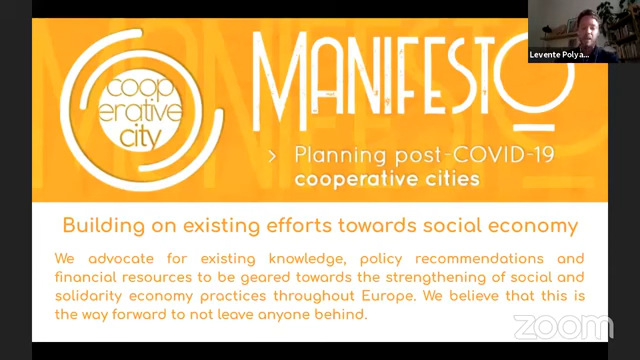 coop
erative
city
MANIFESTO
> Planning post-COVID-19
cooperative cities
Levente Polya...
Building on existing efforts towards social economy
We advocate for existing knowledge, policy recommendations and
financial resources to be geared towards the strengthening of social and
solidarity economy practices throughout Europe. We believe that this is
the way forward to not leave anyone behind.
zoom